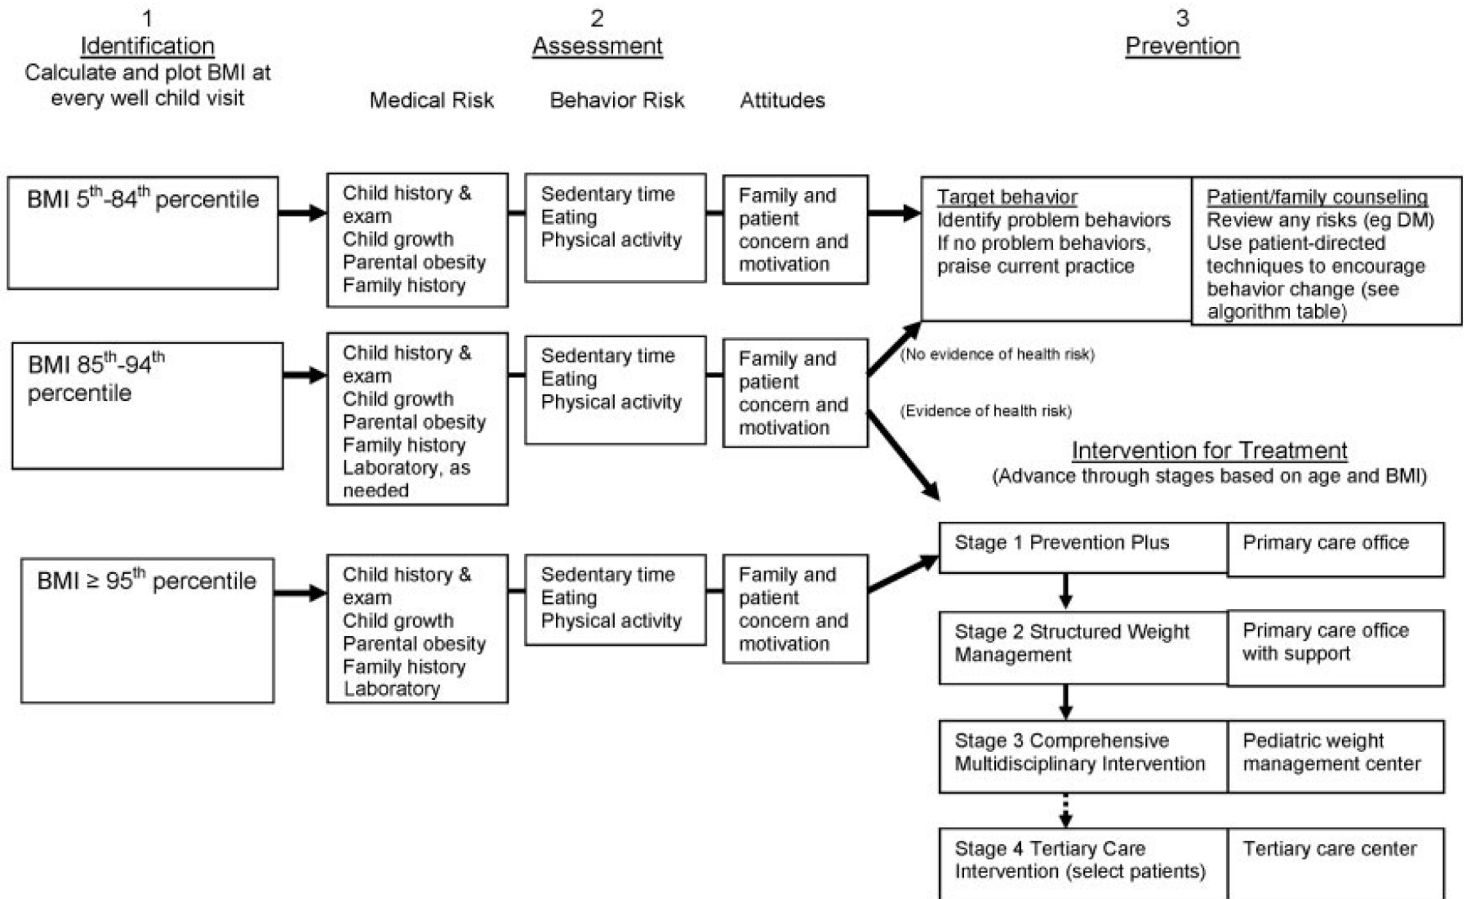 1
Identification
Calculate and plot BMI at
every well child visit
2
Assessment
Medical Risk
Behavior Risk
Attitudes
3
Prevention
BMI 5th-84th percentile
Child history &
exam
Child growth
Parental obesity
Family history
Sedentary time
Eating
Physical activity
Family and
patient
concern and
motivation
Target behavior
Identify problem behaviors
If no problem behaviors,
praise current practice
Patient/family counseling
Review any risks (eg DM)
Use patient-directed
techniques to encourage
behavior change (see
algorithm table)
BMI 85th-94th
percentile
Child history &
exam
Child growth
Parental obesity
Family history
Laboratory, as
needed
Sedentary time
Eating
Physical activity
Family and
patient
concern and
motivation
(No evidence of health risk)
(Evidence of health risk)
Intervention for Treatment
(Advance through stages based on age and BMI)
BMI ≥ 95th percentile
Child history &
exam
Child growth
Parental obesity
Family history
Laboratory
Sedentary time
Eating
Physical activity
Family and
patient
concern and
motivation
Stage 1 Prevention Plus
Primary care office
Stage 2 Structured Weight
Management
Primary care office
with support
Stage 3 Comprehensive
Multidisciplinary Intervention
Pediatric weight
management center
Stage 4 Tertiary Care
Intervention (select patients)
Tertiary care center